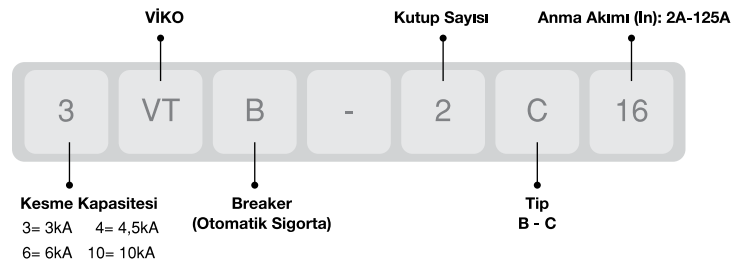 VİKO Kutup Sayısı Anma Akımı (In): 2A-125A
3 VT B - 2 C 16
Kesme Kapasitesi Breaker Tip
(Otomatik Sigorta) B - C
3= 3kA 4= 4,5kA
6= 6kA 10= 10kA